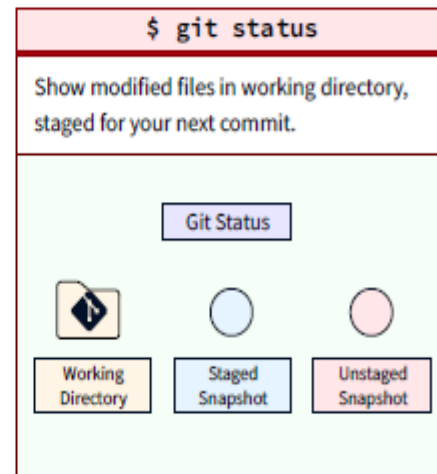 $ git status
Show modified files in working directory,
staged for your next commit.
Git Status
Working
Directory
Staged
Snapshot
Unstaged
Snapshot